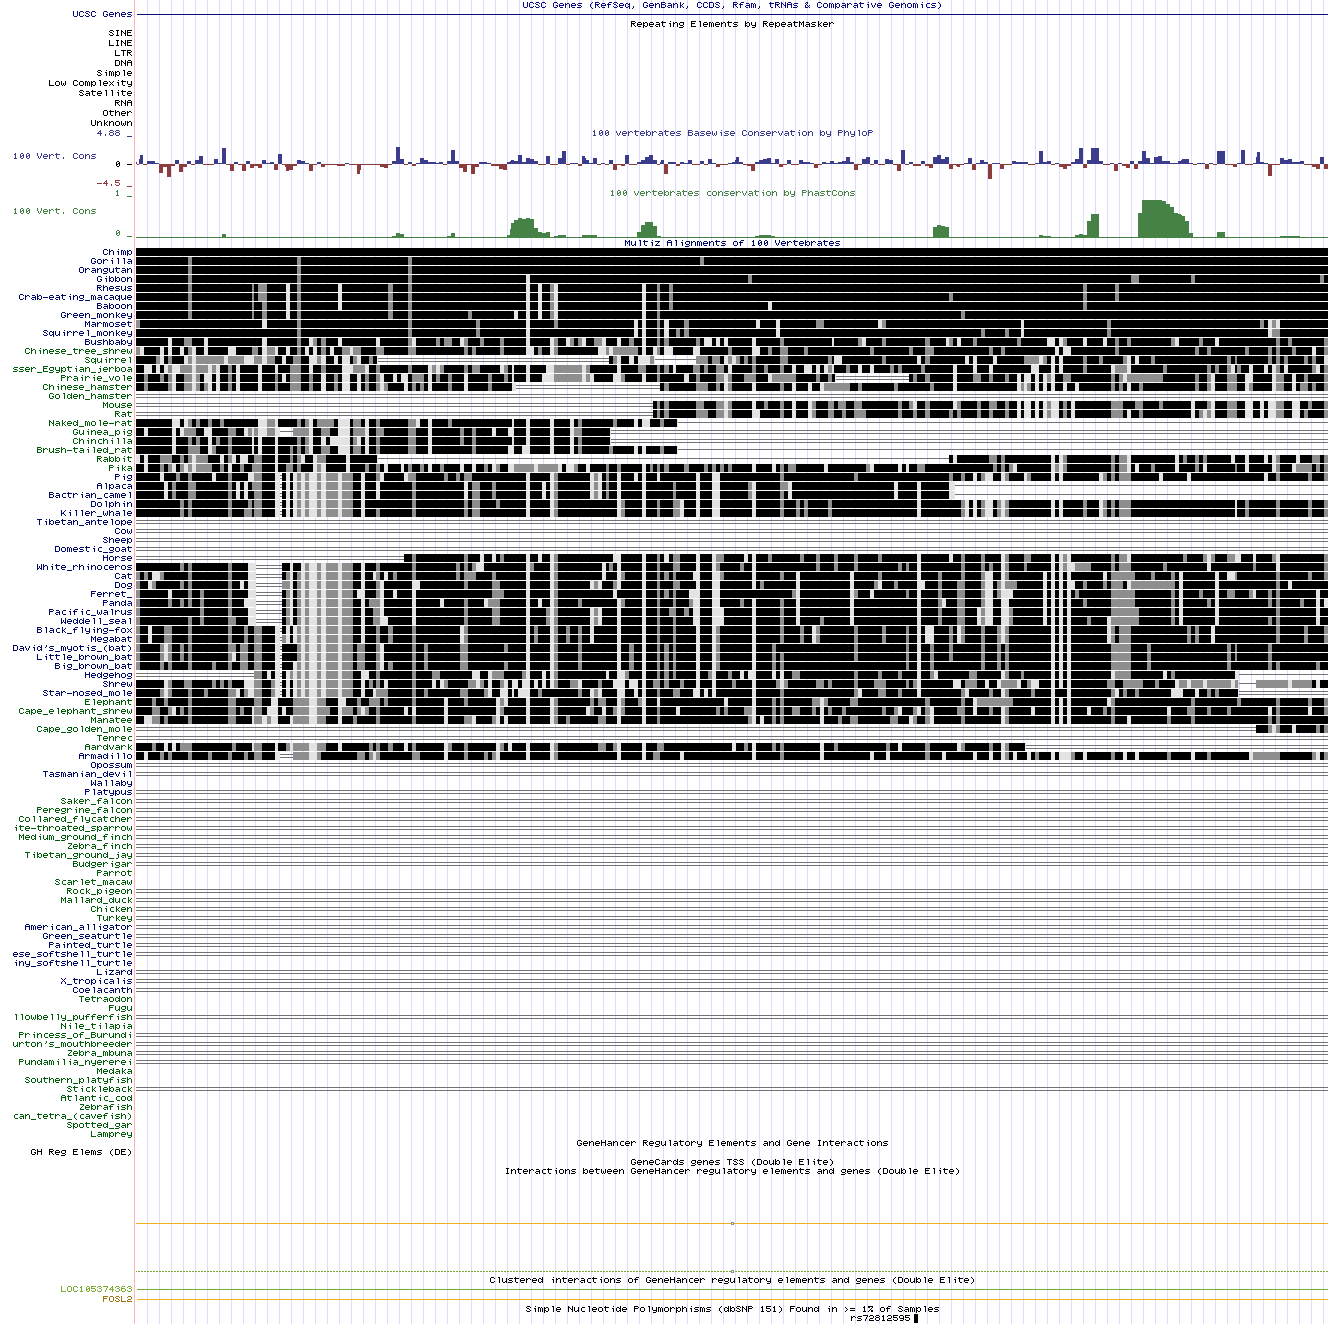 UCSC Genes (RefSeq, GenBank, CCDS, Rfam, tRNAs & Comparative Genomics)
UCSC Genes
Repeating Elements by RepeatMasker
SINE
LINE
LTR
DNA
Simple
Low Complexity
Satellite
RNA
Other
Unknown
4.88 _
100 vertebrates Basewise Conservation by PhyloP
100 Vert. Cons
0 -
-4.5 _
100 vertebrates conservation by PhastCons
1 _
100 Vert. Cons
0 _
Multiz Alignments of 100 Vertebrates
Chimp
Gorilla
Orangutan
Gibbon
Rhesus
Crab-eating_macaque
Baboon
Green_monkey
Marmoset
Squirrel_monkey
Bushbaby
Chinese_tree_shrew
Squirrel
sser_Egyptian_jerboa
Prairie_vole
Chinese_hamster
Golden_hamster
Mouse
Rat
Naked_mole-rat
Guinea_pig
Chinchilla
Brush-tailed_rat
Rabbit
Pika
Pig
Alpaca
Bactrian_camel
Dolphin
Killer_whale
Tibetan_antelope
Cow
Sheep
Domestic_goat
Horse
White_rhinoceros
Cat
Dog
Ferret_
Panda
Pacific_walrus
Weddell_seal
Black_flying-fox
Megabat
David's_myotis_(bat)
Little_brown_bat
Big_brown_bat
Hedgehog
Shrew
Star-nosed_mole
Elephant
Cape_elephant_shrew
Manatee
Cape_golden_mole
Tenrec
Aardvark
Armadillo
Opossum
Tasmanian_devil
Wallaby
Platypus
Saker_falcon
Peregrine_falcon
Collared_flycatcher
ite-throated_sparrow
Medium_ground_finch
Zebra_finch
Tibetan_ground_jay
Budgerigar
Parrot
Scarlet_macaw
Rock_pigeon
Mallard_duck
Chicken
Turkey
American_alligator
Green_seaturtle
Painted_turtle
ese_softshell_turtle
iny_softshell_turtle
Lizard
X_tropicalis
Coelacanth
Tetraodon
Fugu
llowbelly_pufferfish
Nile_tilapia
Princess_of_Burundi
urton's_mouthbreeder
Zebra_mbuna
Pundamilia_nyererei
Medaka
Southern_platyfish
Stickleback
Atlantic_cod
Zebrafish
can_tetra_(cavefish)
Spotted_gar
Lamprey
GeneHancer Regulatory Elements and Gene Interactions
GH Reg Elems (DE)
GeneCards genes TSS (Double Elite)
Interactions between GeneHancer regulatory elements and genes (Double Elite)
Clustered interactions of GeneHancer regulatory elements and genes (Double Elite)
LOC105374363
FOSL2
Simple Nucleotide Polymorphisms (dbSNP 151) Found in >= 1% of Samples
rs72812595